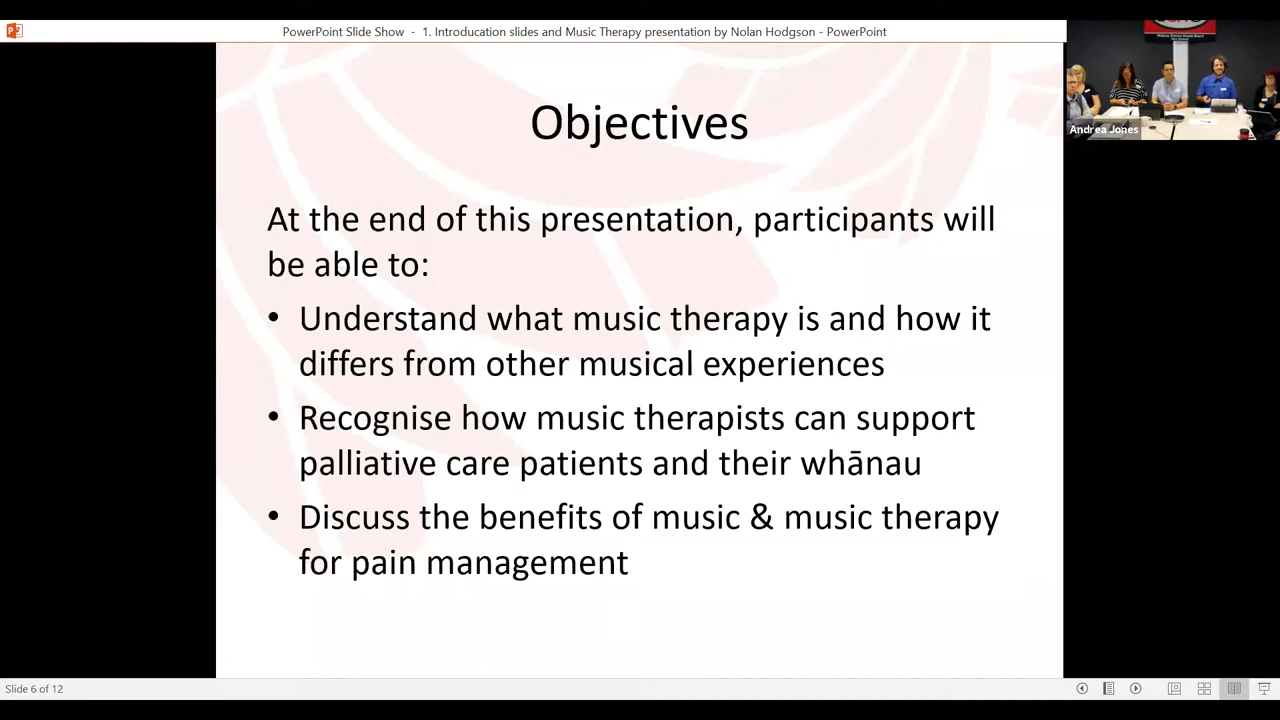 PowerPoint Slide Show - 1. Introducation slides and Music Therapy presentation by Nolan Hodgson - PowerPoint
Andrea Jones
Objectives
At the end of this presentation, participants will
be able to:
• Understand what music therapy is and how it
differs from other musical experiences
• Recognise how music therapists can support
palliative care patients and their whānau
• Discuss the benefits of music & music therapy
for pain management
Slide 6 of 12